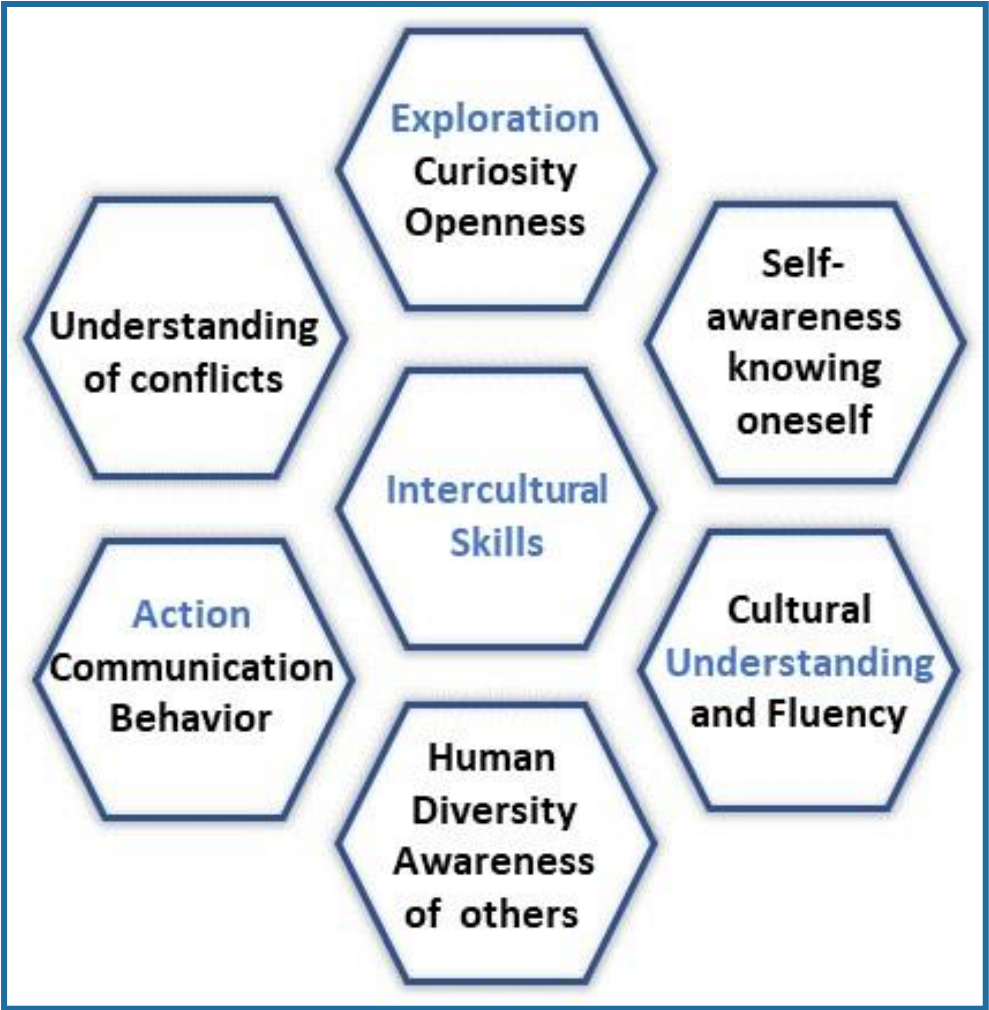 Exploration
Curiosity
Openness
Self-
awareness
knowing
oneself
Cultural
Understanding
and Fluency
Human
Diversity
Awareness
of others
Action
Communication
Behavior
Understanding
of conflicts
Intercultural
Skills